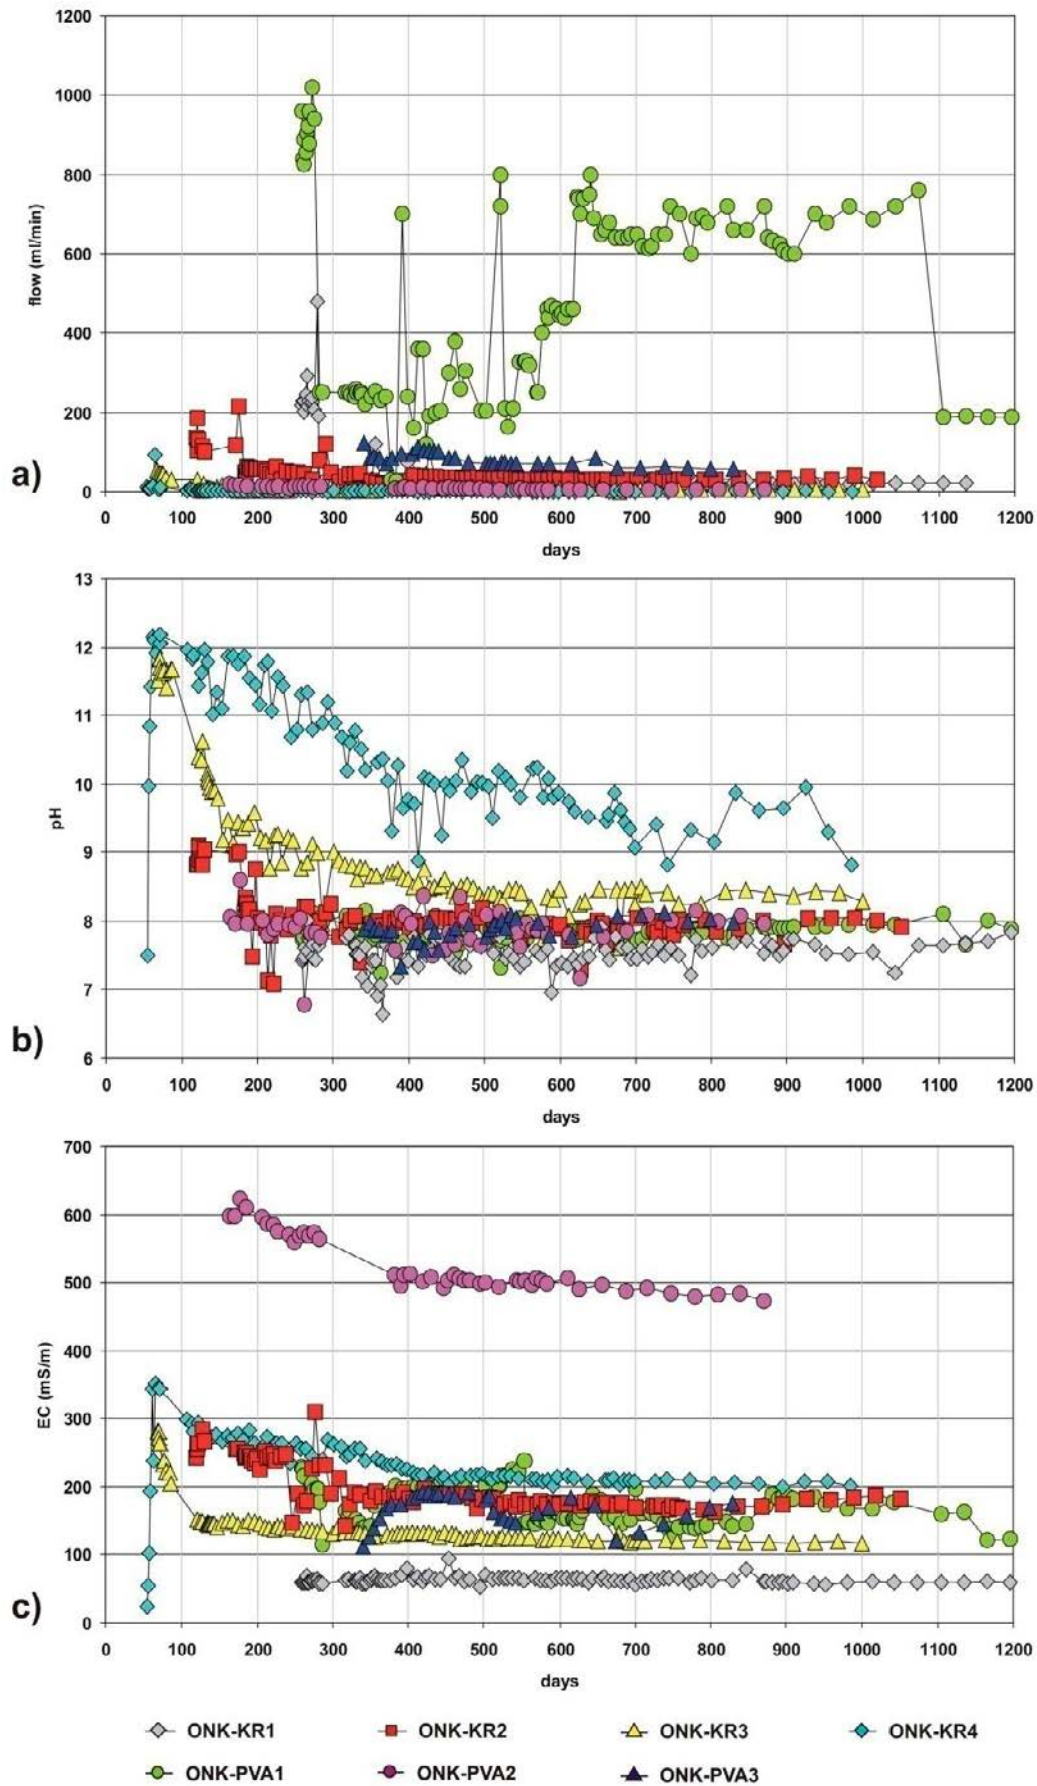 1200
1000
800
600
400
200
0
flow (ml/min)
a)
0 100 200 300 400 500 600 700 800 900 1000 1100 1200
days
13
12
11
10
9
8
7
6
pH
b)
0 100 200 300 400 500 600 700 800 900 1000 1100 1200
days
700
600
500
400
300
200
100
0
EC (mS/m)
c)
0 100 200 300 400 500 600 700 800 900 1000 1100 1200
days
ONK-KR1 ONK-KR2 ONK-KR3 ONK-KR4
ONK-PVA1 ONK-PVA2 ONK-PVA3